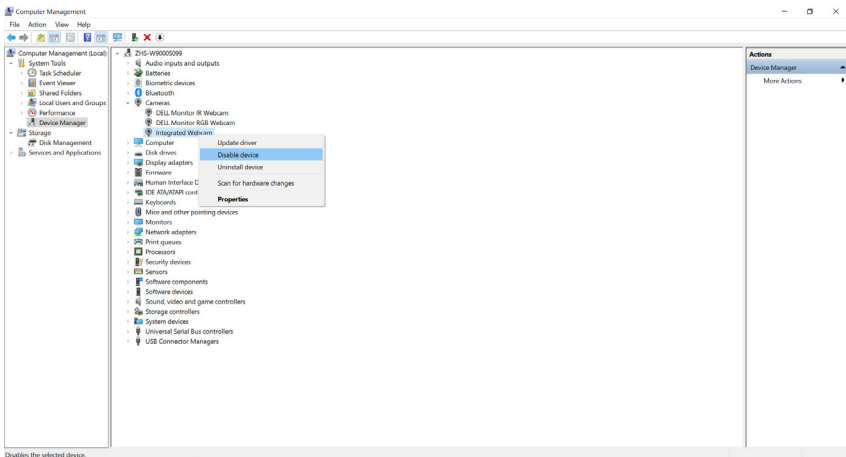 Computer Management
File Action View Help
Computer Management (Local)
System Tools
Task Scheduler
Event Viewer
Shared Folders
Local Users and Groups
Performance
Device Manager
Storage
Disk Management
Services and Applications
ZHS-W90005099
Audio inputs and outputs
Batteries
Biometric devices
Bluetooth
Cameras
DELL Monitor IR Webcam
DELL Monitor RGB Webcam
Integrated Webcam
Computer
Disk drives
Display adapters
Firmware
Human Interface D
IDE ATA/ATAPI cont
Keyboards
Mice and other pointing devices
Monitors
Network adapters
Print queues
Processors
Security devices
Sensors
Software components
Software devices
Sound, video and game controllers
Storage controllers
System devices
Universal Serial Bus controllers
USB Connector Managers
Update driver
Disable device
Uninstall device
Scan for hardware changes
Properties
Actions
Device Manager
More Actions
Disables the selected device.